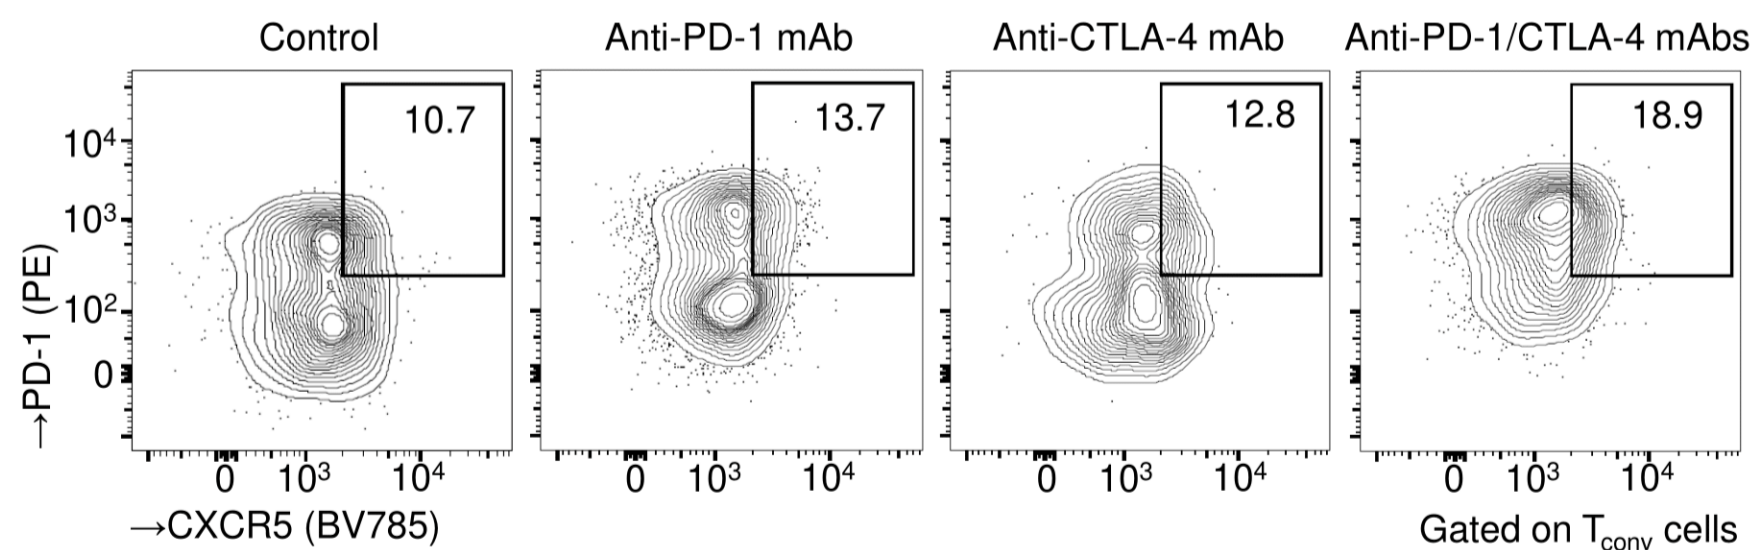 Control
Anti-PD-1 mAb
Anti-CTLA-4 mAb
Anti-PD-1/CTLA-4 mAbs
10.7
13.7
12.8
18.9
→PD-1 (PE)
10⁴
10³
10²
0
0 10³ 10⁴
0 10³ 10⁴
0 10³ 10⁴
0 10³ 10⁴
→CXCR5 (BV785)
Gated on Tconv cells